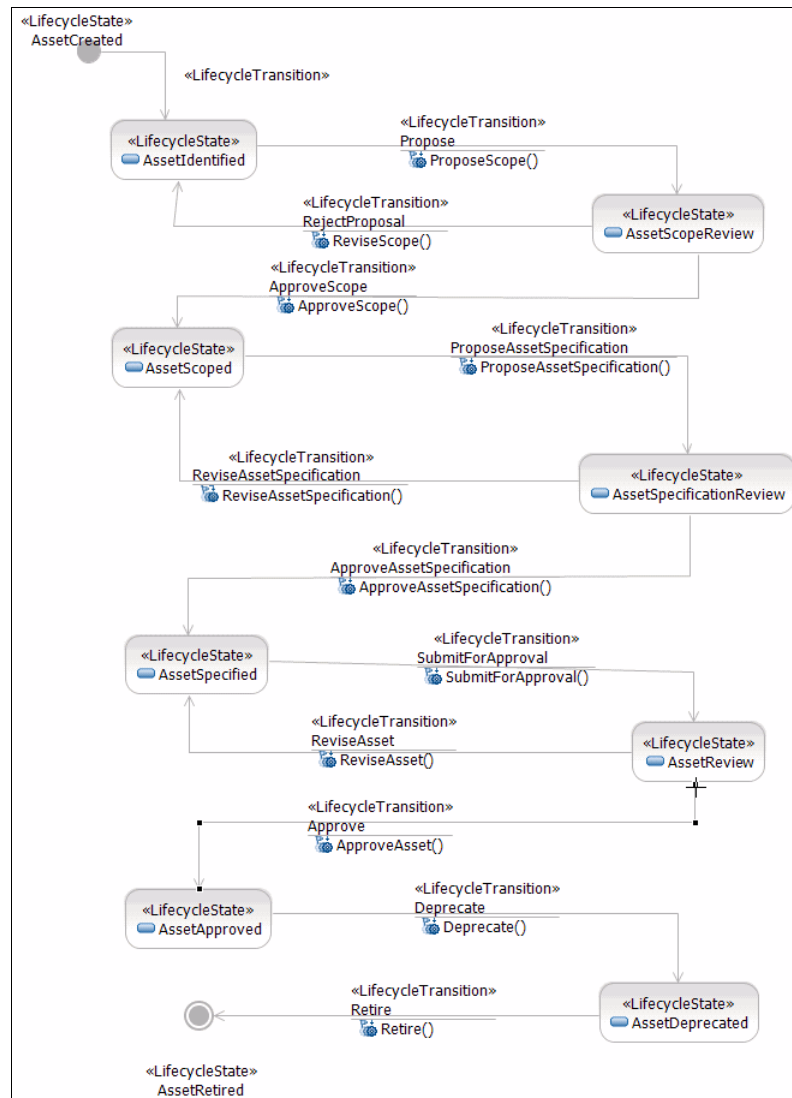 «LifecycleState»
AssetCreated
«LifecycleTransition»
«LifecycleState»
AssetIdentified
«LifecycleTransition»
Propose
ProposeScope()
«LifecycleTransition»
RejectProposal
ReviseScope()
«LifecycleState»
AssetScopeReview
«LifecycleTransition»
ApproveScope
ApproveScope()
«LifecycleState»
AssetScoped
«LifecycleTransition»
ProposeAssetSpecification
ProposeAssetSpecification()
«LifecycleTransition»
ReviseAssetSpecification
ReviseAssetSpecification()
«LifecycleState»
AssetSpecificationReview
«LifecycleTransition»
ApproveAssetSpecification
ApproveAssetSpecification()
«LifecycleState»
AssetSpecified
«LifecycleTransition»
SubmitForApproval
SubmitForApproval()
«LifecycleTransition»
ReviseAsset
ReviseAsset()
«LifecycleState»
AssetReview
«LifecycleTransition»
Approve
ApproveAsset()
«LifecycleState»
AssetApproved
«LifecycleTransition»
Deprecate
Deprecate()
«LifecycleTransition»
Retire
Retire()
«LifecycleState»
AssetDeprecated
«LifecycleState»
AssetRetired